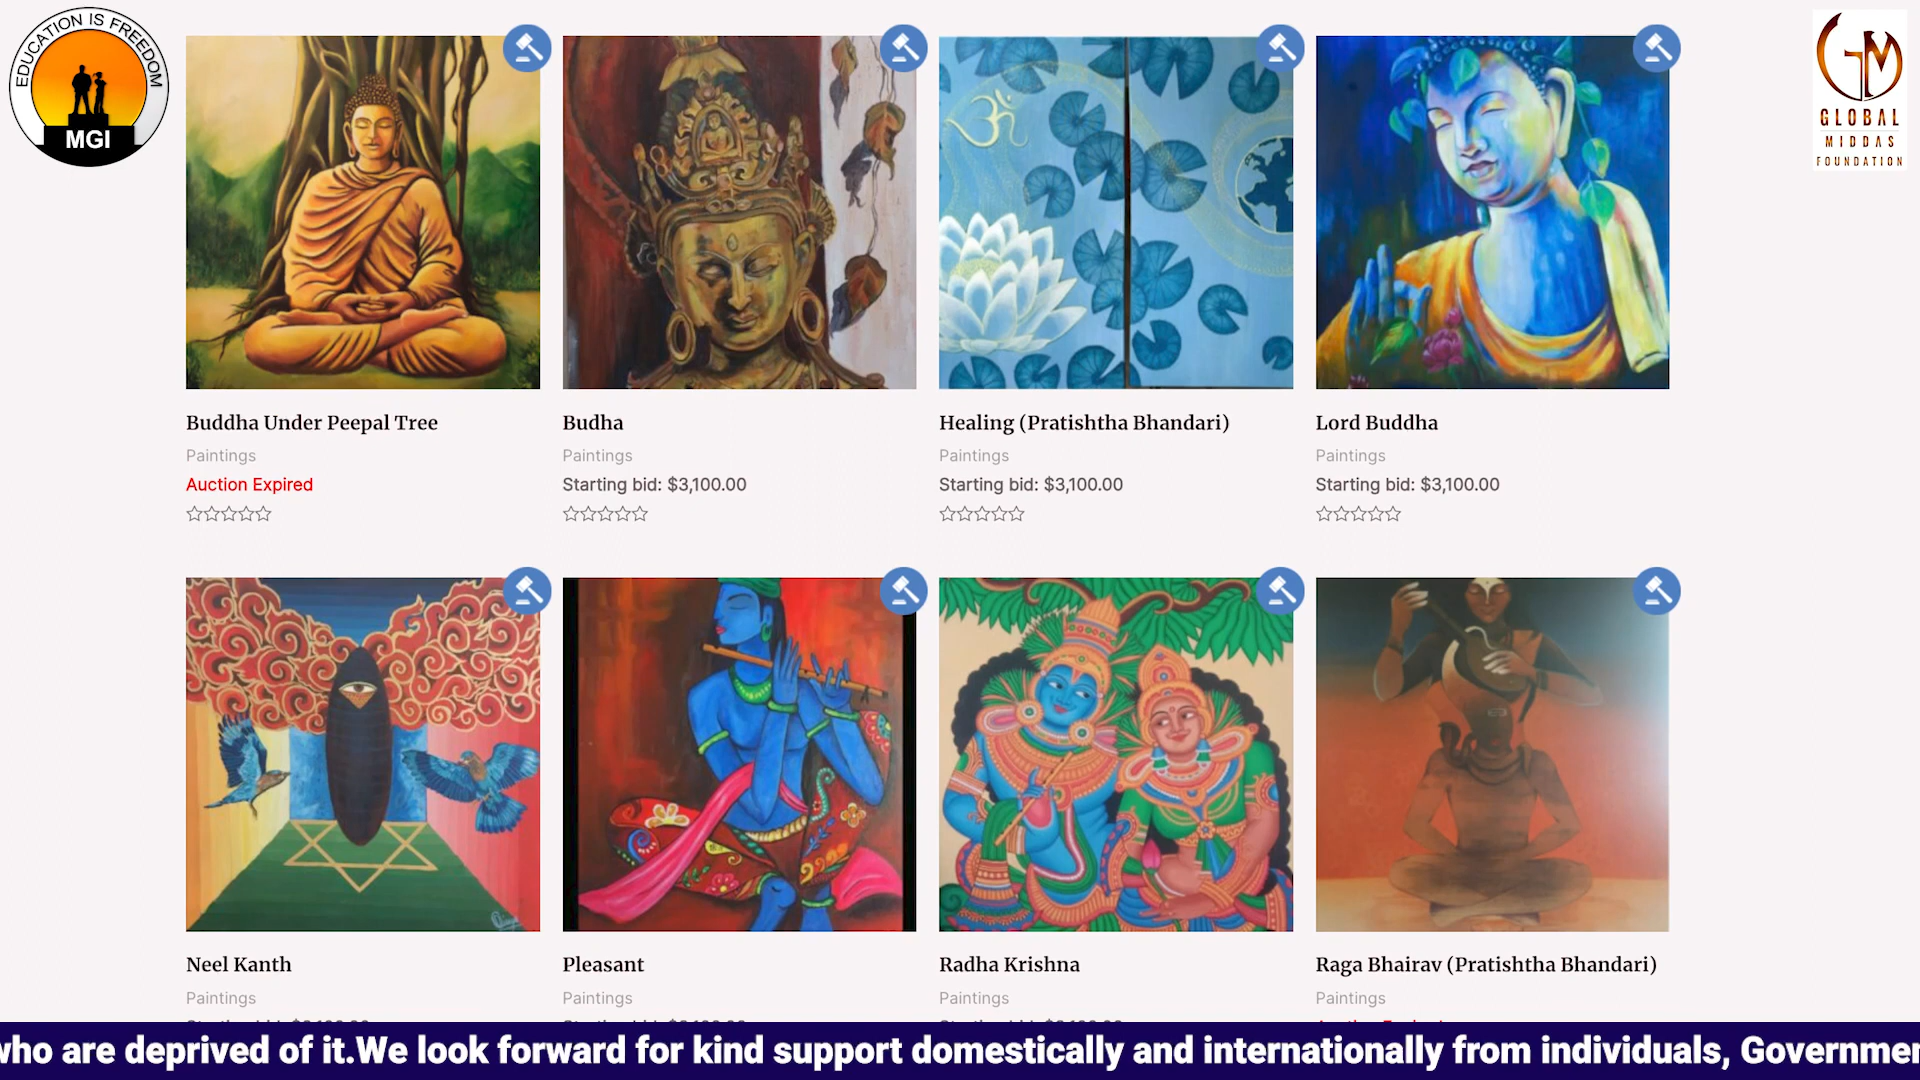 EDUCATION IS FREEDOM
MGI
GM
GLOBAL
MIDDAS
FOUNDATION
ॐ
Buddha Under Peepal Tree
Paintings
Auction Expired
Budha
Paintings
Starting bid: $3,100.00
Healing (Pratishtha Bhandari)
Paintings
Starting bid: $3,100.00
Lord Buddha
Paintings
Starting bid: $3,100.00
Neel Kanth
Paintings
Pleasant
Paintings
Radha Krishna
Paintings
Raga Bhairav (Pratishtha Bhandari)
Paintings
who are deprived of it.We look forward for kind support domestically and internationally from individuals, Governmen